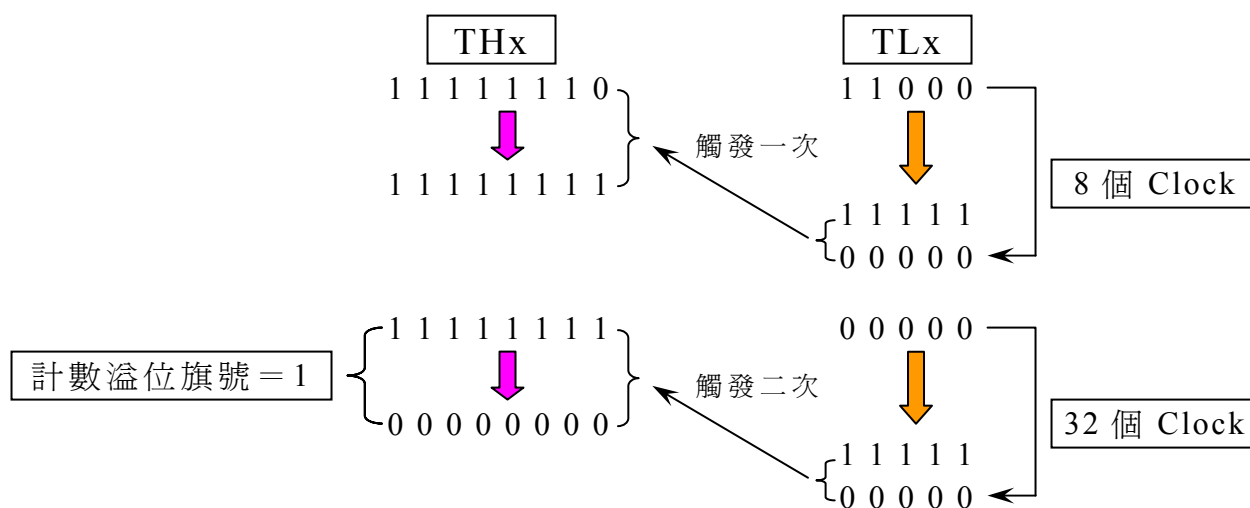 THx TLx
1 1 1 1 1 1 1 0 1 1 0 0 0
觸發一次
1 1 1 1 1 1 1 1 8 個 Clock
1 1 1 1 1
0 0 0 0 0
1 1 1 1 1 1 1 1 0 0 0 0 0
計數溢位旗號＝1 觸發二次
0 0 0 0 0 0 0 0 32 個 Clock
1 1 1 1 1
0 0 0 0 0